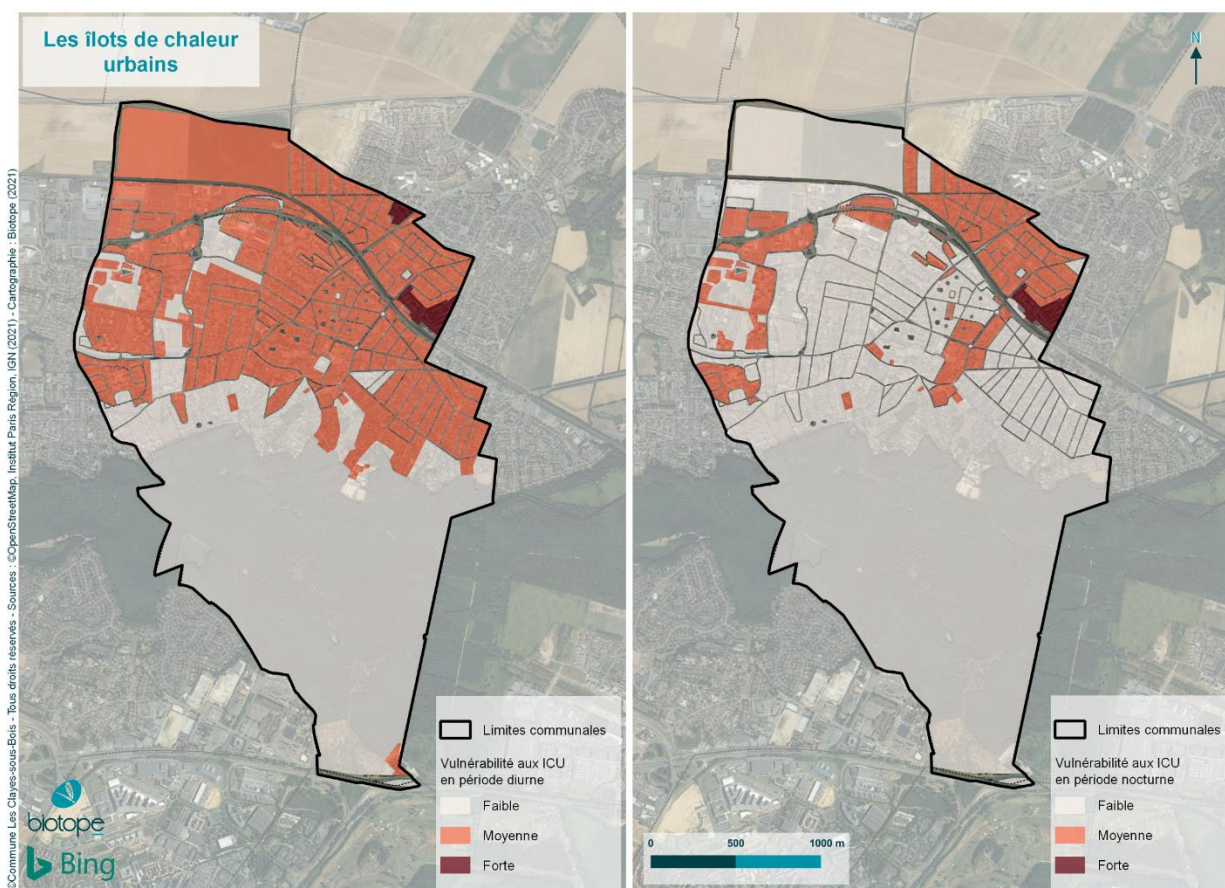 Les îlots de chaleur
urbains
©Commune Les Clayes-sous-Bois - Tous droits réservés - Sources : ©OpenStreetMap, Institut Paris Région, IGN (2021) - Cartographie : Biotope (2021)
biotope
Bing
Limites communales
Vulnérabilité aux ICU
en période diurne
Faible
Moyenne
Forte
N
0 500 1000 m
Limites communales
Vulnérabilité aux ICU
en période nocturne
Faible
Moyenne
Forte